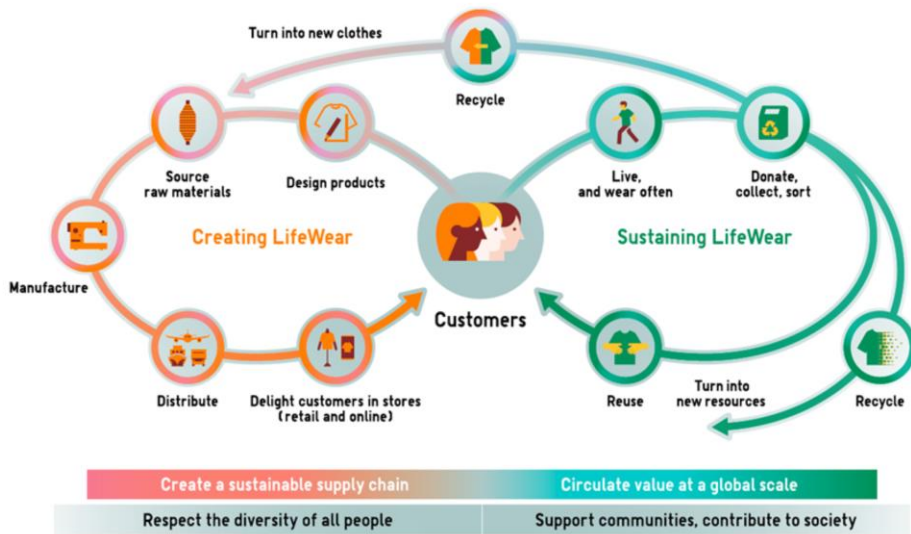 Turn into new clothes
Recycle
Source
raw materials
Design products
Live,
and wear often
Donate,
collect, sort
Creating LifeWear
Sustaining LifeWear
Manufacture
Customers
Distribute
Delight customers in stores
(retail and online)
Reuse
Turn into
new resources
Recycle
Create a sustainable supply chain
Circulate value at a global scale
Respect the diversity of all people
Support communities, contribute to society